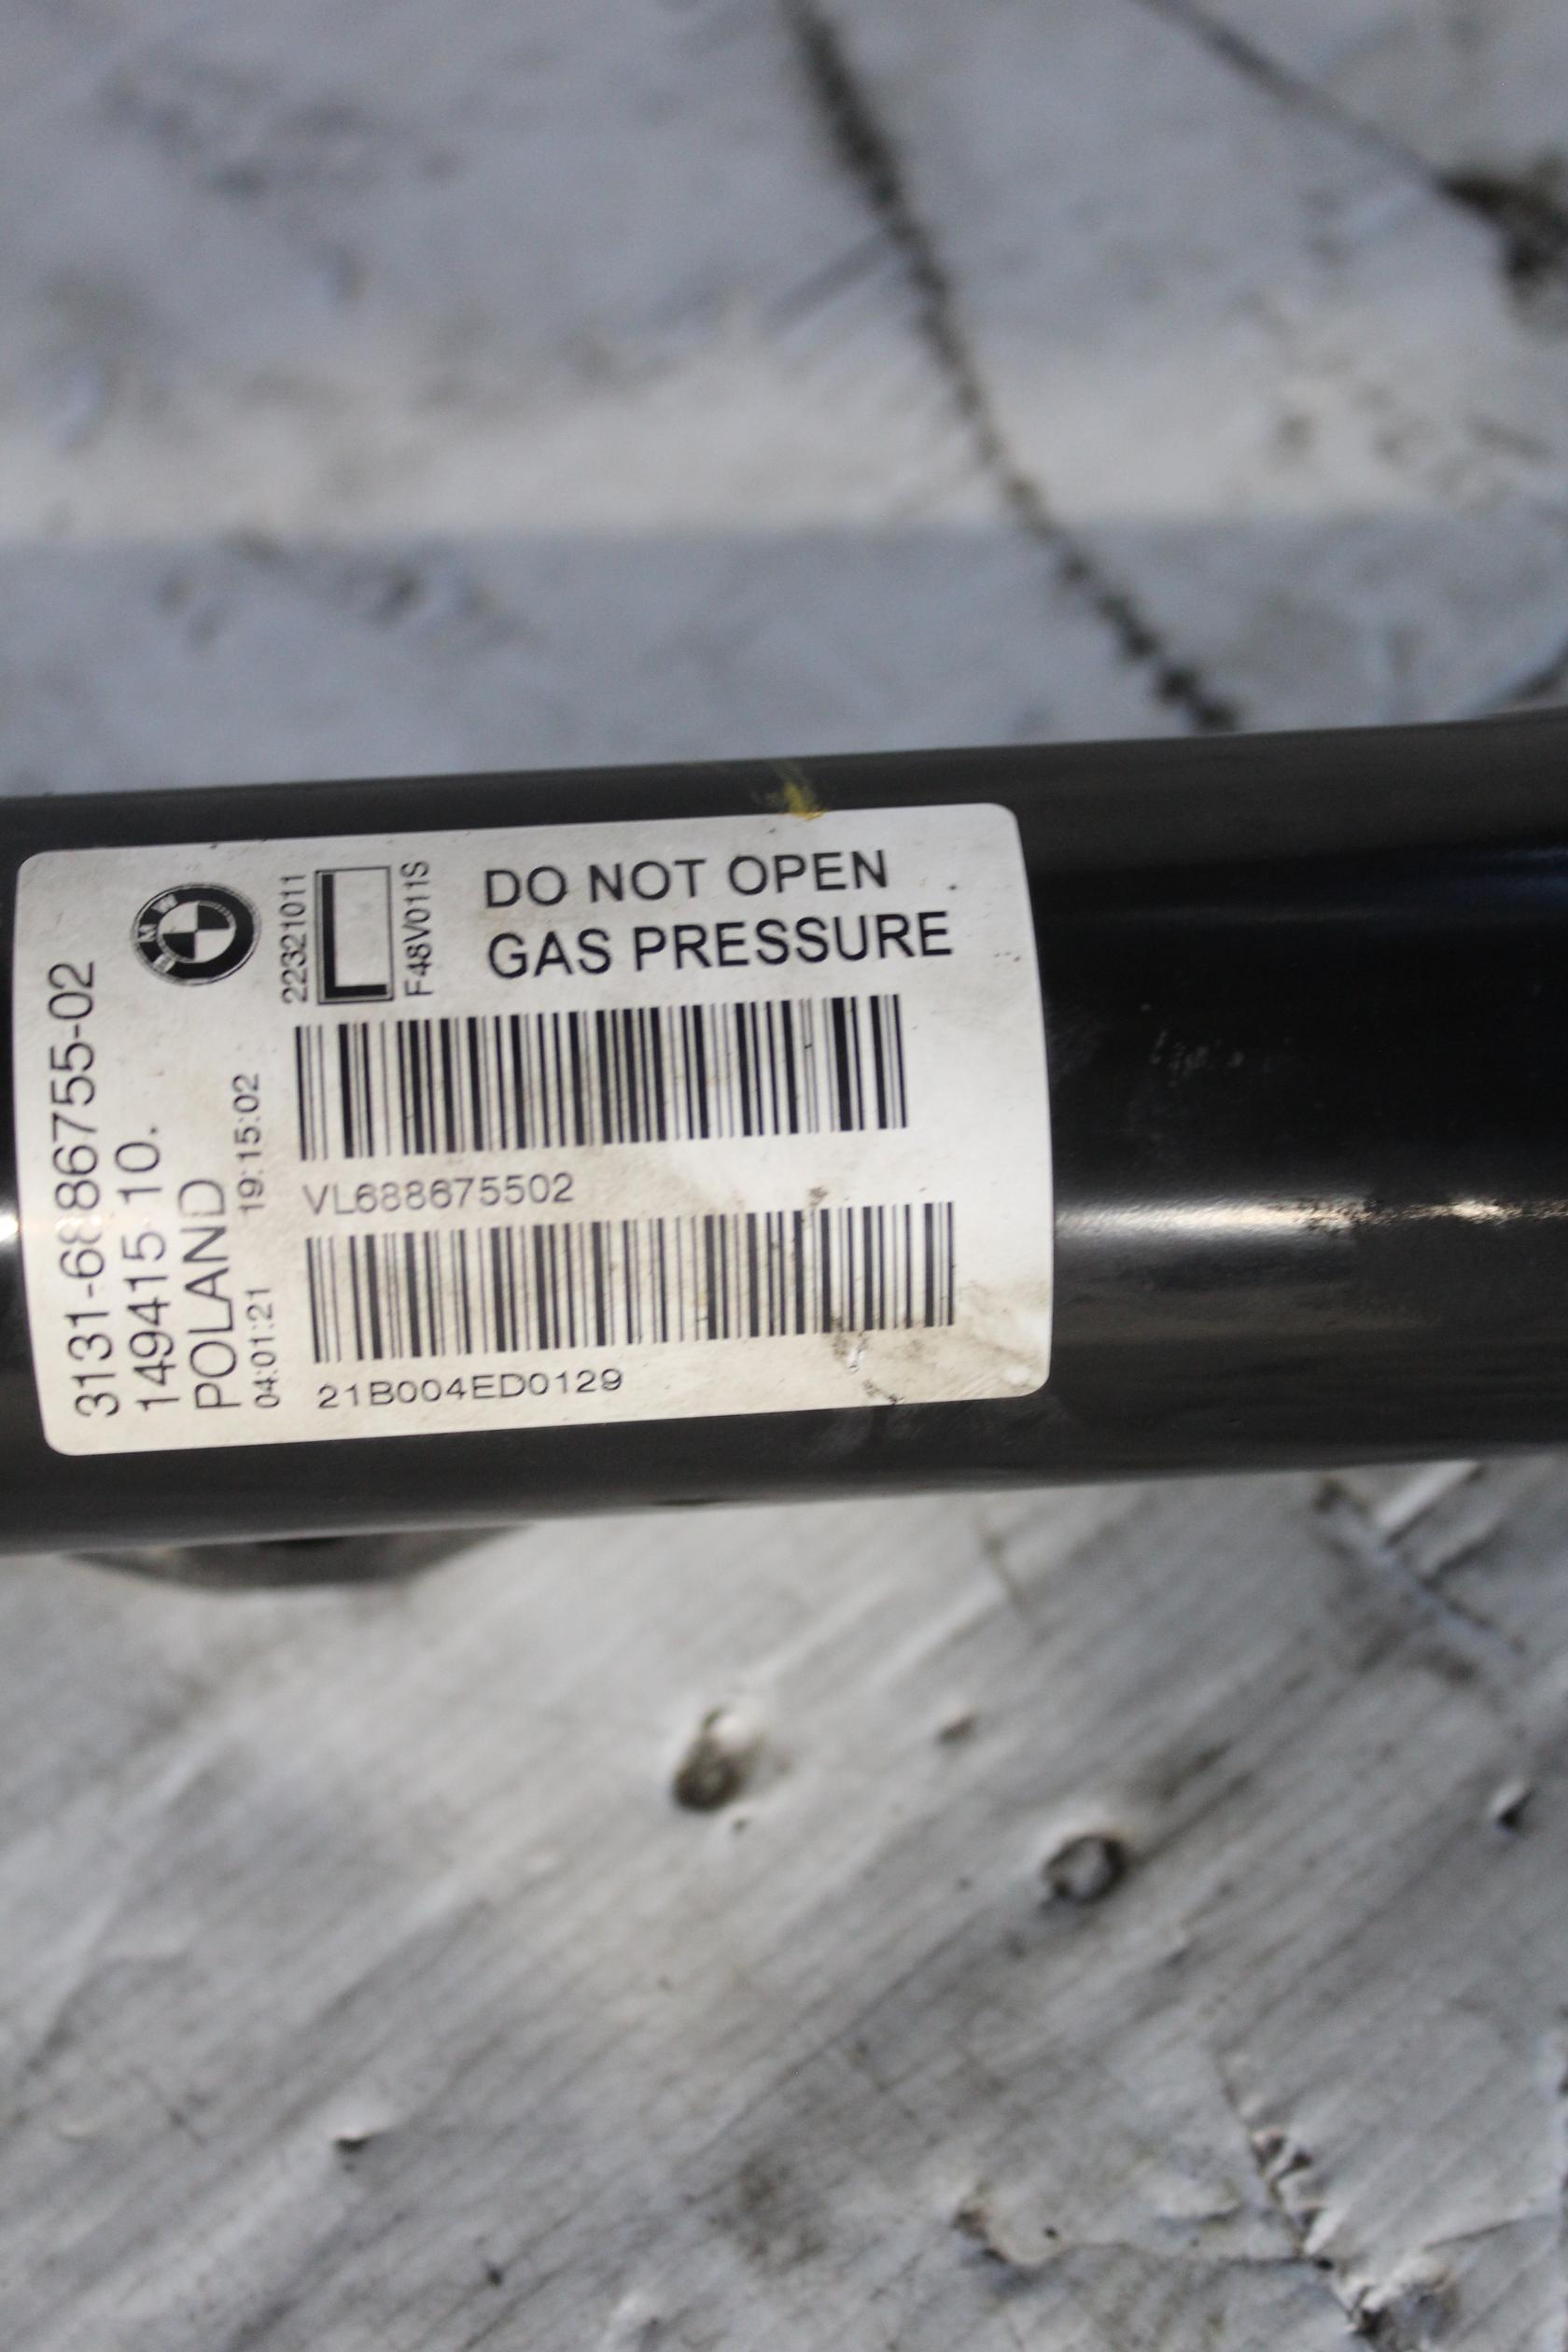 3131-6886755-02
149415 10.
POLAND
04:01:21 19:15:02
BMW
22321011
L
F48V011S
DO NOT OPEN
GAS PRESSURE
VL688675502
21B004ED0129